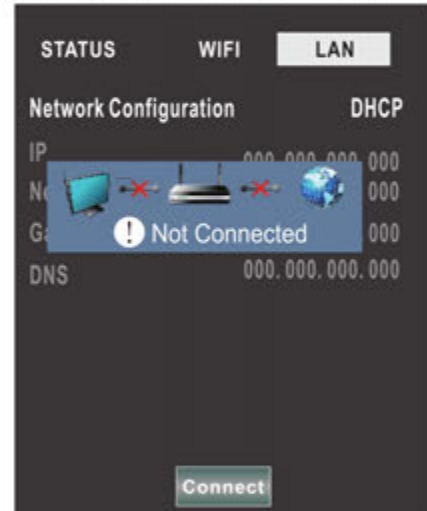 STATUS WIFI LAN
Network Configuration DHCP
IP 000.000.000.000
000
! Not Connected
000
DNS 000.000.000.000
Connect